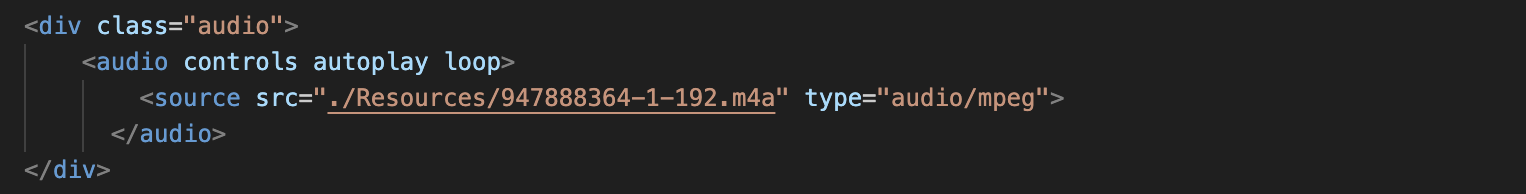 <div class="audio">
<audio controls autoplay loop>
<source src="./Resources/947888364-1-192.m4a" type="audio/mpeg">
</audio>
</div>